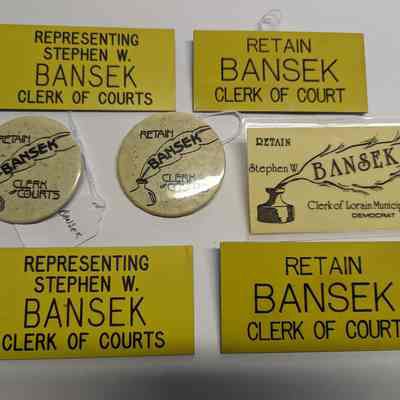 REPRESENTING
STEPHEN W.
BANSEK
CLERK OF COURTS
RETAIN
BANSEK
CLERK OF COURT
RETAIN
BANSEK
CLERK
OF COURTS
RETAIN
BANSEK
CLERK
OF COURTS
RETAIN
Stephen W.
BANSEK
Clerk of Lorain Municip
DEMOCRAT
BANSEK
REPRESENTING
STEPHEN W.
BANSEK
CLERK OF COURTS
RETAIN
BANSEK
CLERK OF COURT